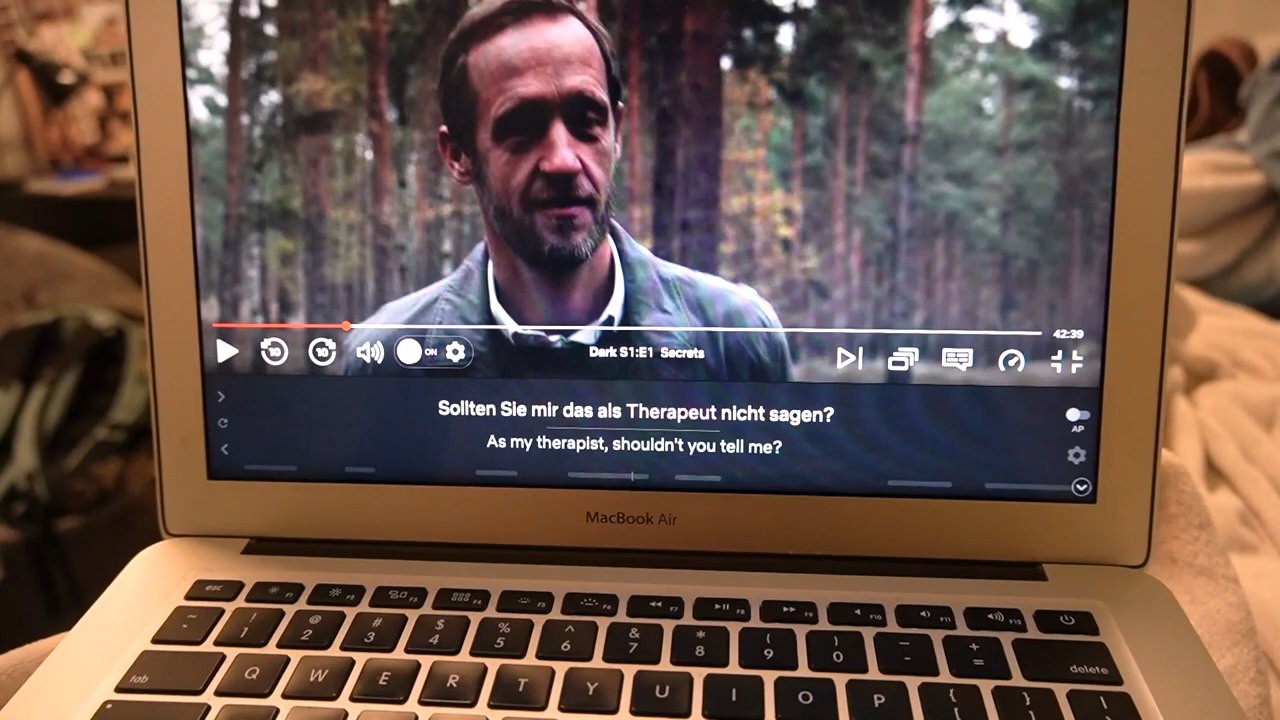 10 10 ON Dark S1:E1 Secrets 42:39
Sollten Sie mir das als Therapeut nicht sagen?
As my therapist, shouldn't you tell me?
AP
MacBook Air
esc F1 F2 F3 F4 F5 F6 F7 F8 F9 F10 F11 F12
~ ! @ # $ % ^ & * ( ) _ +
1 2 3 4 5 6 7 8 9 0 - = delete
tab Q W E R T Y U I O P { }